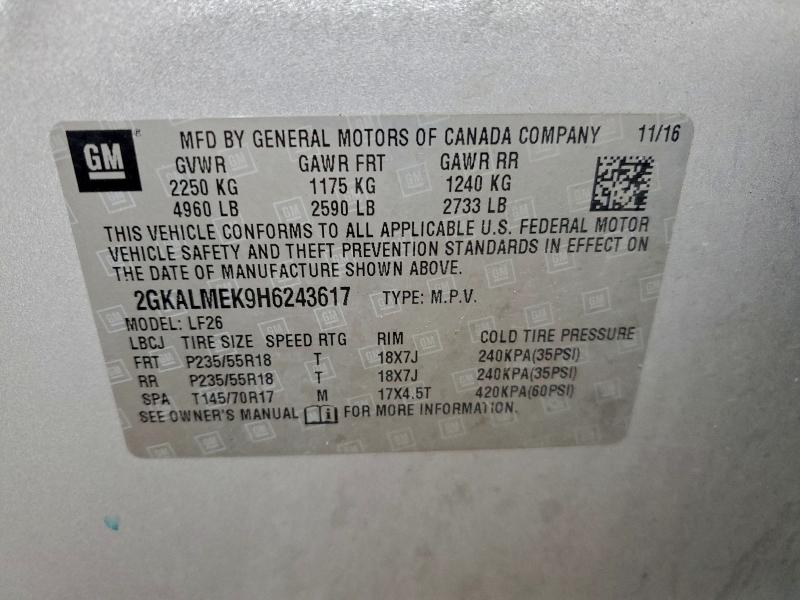 GM MFD BY GENERAL MOTORS OF CANADA COMPANY 11/16
GVWR GAWR FRT GAWR RR
2250 KG 1175 KG 1240 KG
4960 LB 2590 LB 2733 LB
THIS VEHICLE CONFORMS TO ALL APPLICABLE U.S. FEDERAL MOTOR
VEHICLE SAFETY AND THEFT PREVENTION STANDARDS IN EFFECT ON
THE DATE OF MANUFACTURE SHOWN ABOVE.
2GKALMEK9H6243617 TYPE: M.P.V.
MODEL: LF26
LBCJ TIRE SIZE SPEED RTG RIM COLD TIRE PRESSURE
FRT P235/55R18 T 18X7J 240KPA(35PSI)
RR P235/55R18 T 18X7J 240KPA(35PSI)
SPA T145/70R17 M 17X4.5T 420KPA(60PSI)
SEE OWNER'S MANUAL FOR MORE INFORMATION.